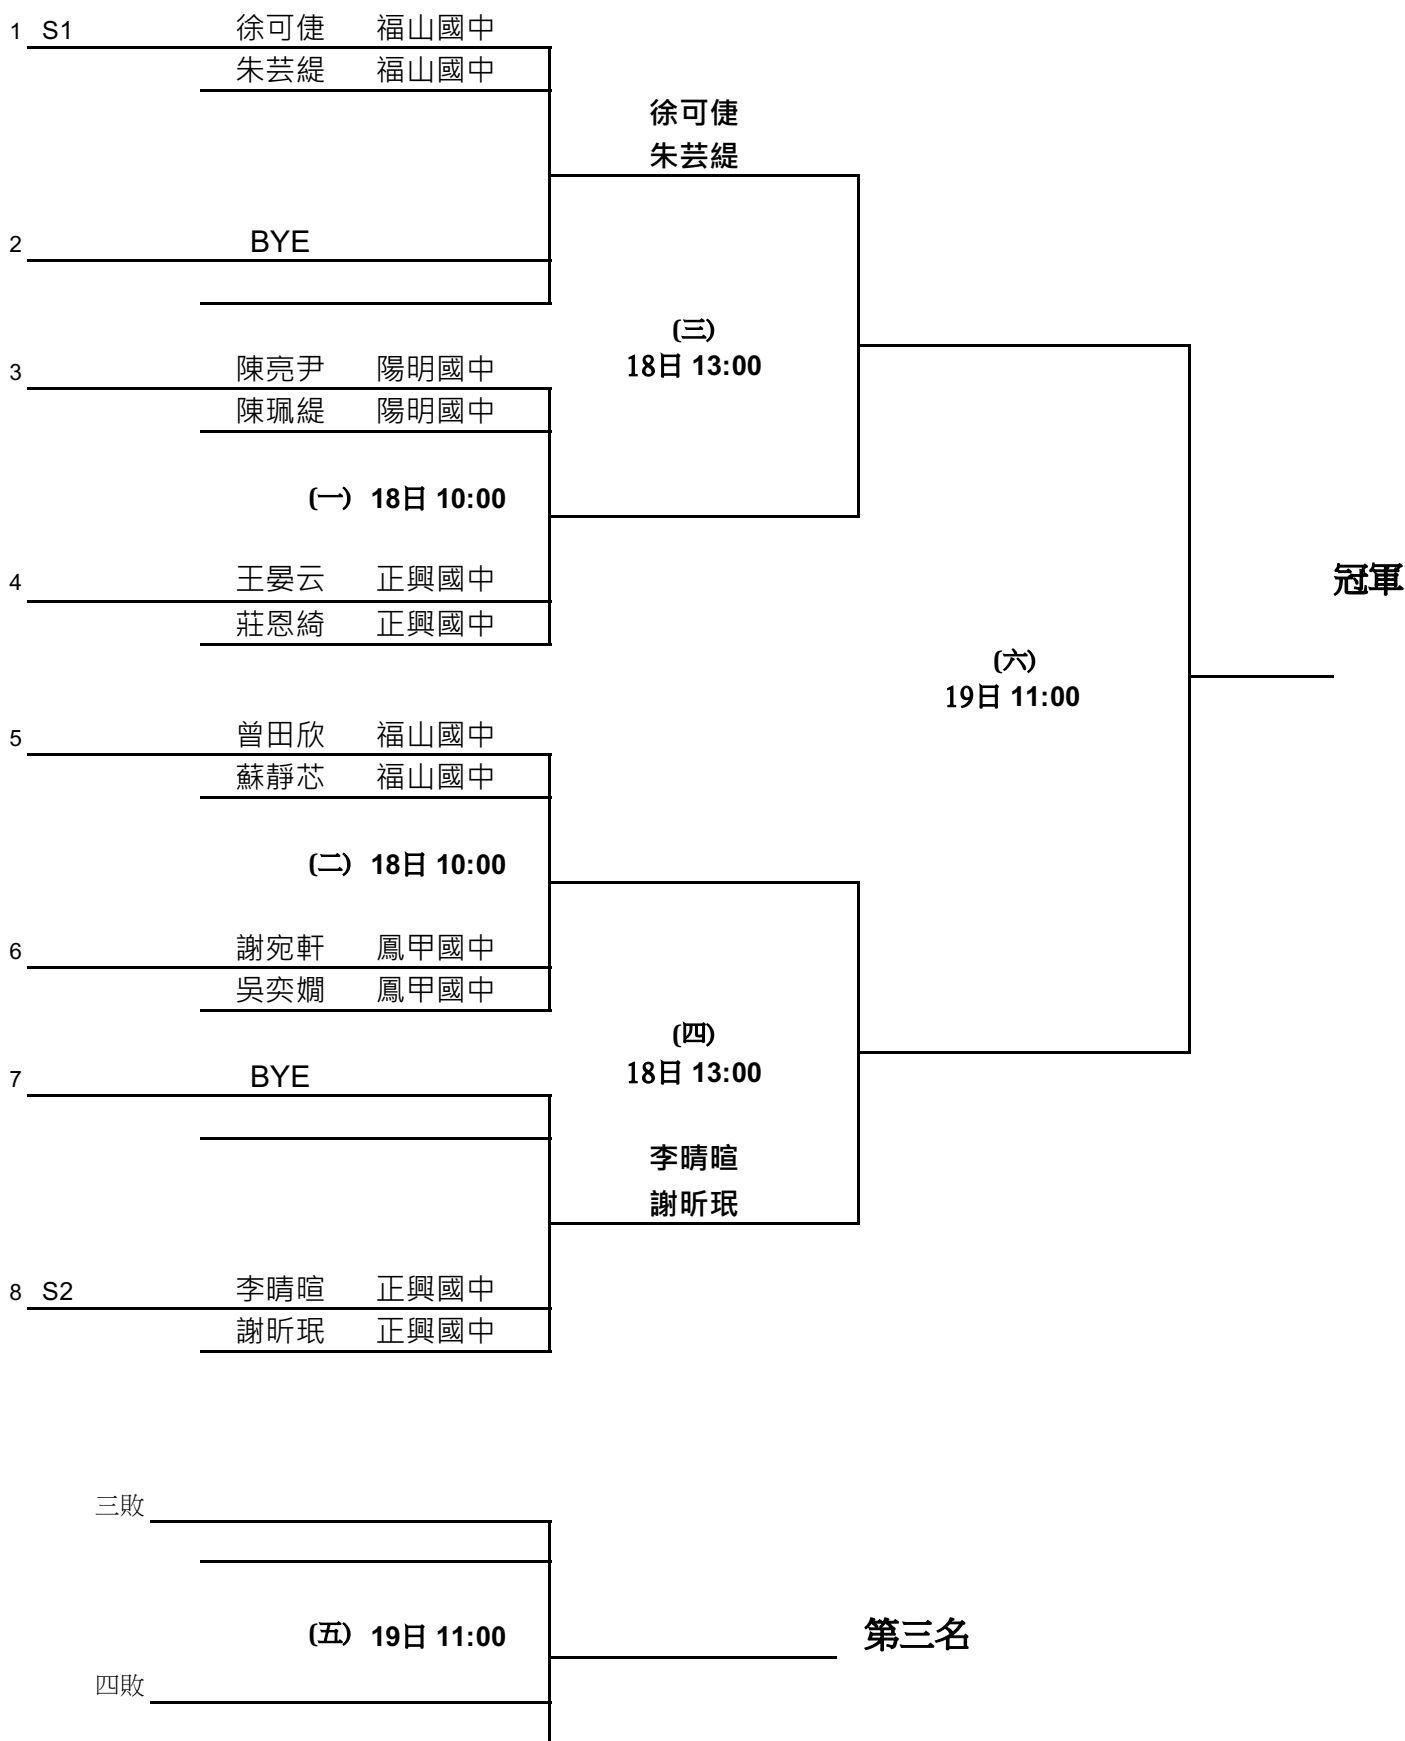 1 S1 徐可倢 福山國中
朱芸緹 福山國中
徐可倢
朱芸緹
2 BYE
(三)
18日 13:00
3 陳亮尹 陽明國中
陳珮緹 陽明國中
(一) 18日 10:00
4 王晏云 正興國中
莊恩綺 正興國中
冠軍
(六)
19日 11:00
5 曾田欣 福山國中
蘇靜芯 福山國中
(二) 18日 10:00
6 謝宛軒 鳳甲國中
吳奕嫺 鳳甲國中
(四)
18日 13:00
7 BYE
李晴暄
謝昕珉
8 S2 李晴暄 正興國中
謝昕珉 正興國中
三敗
(五) 19日 11:00
第三名
四敗